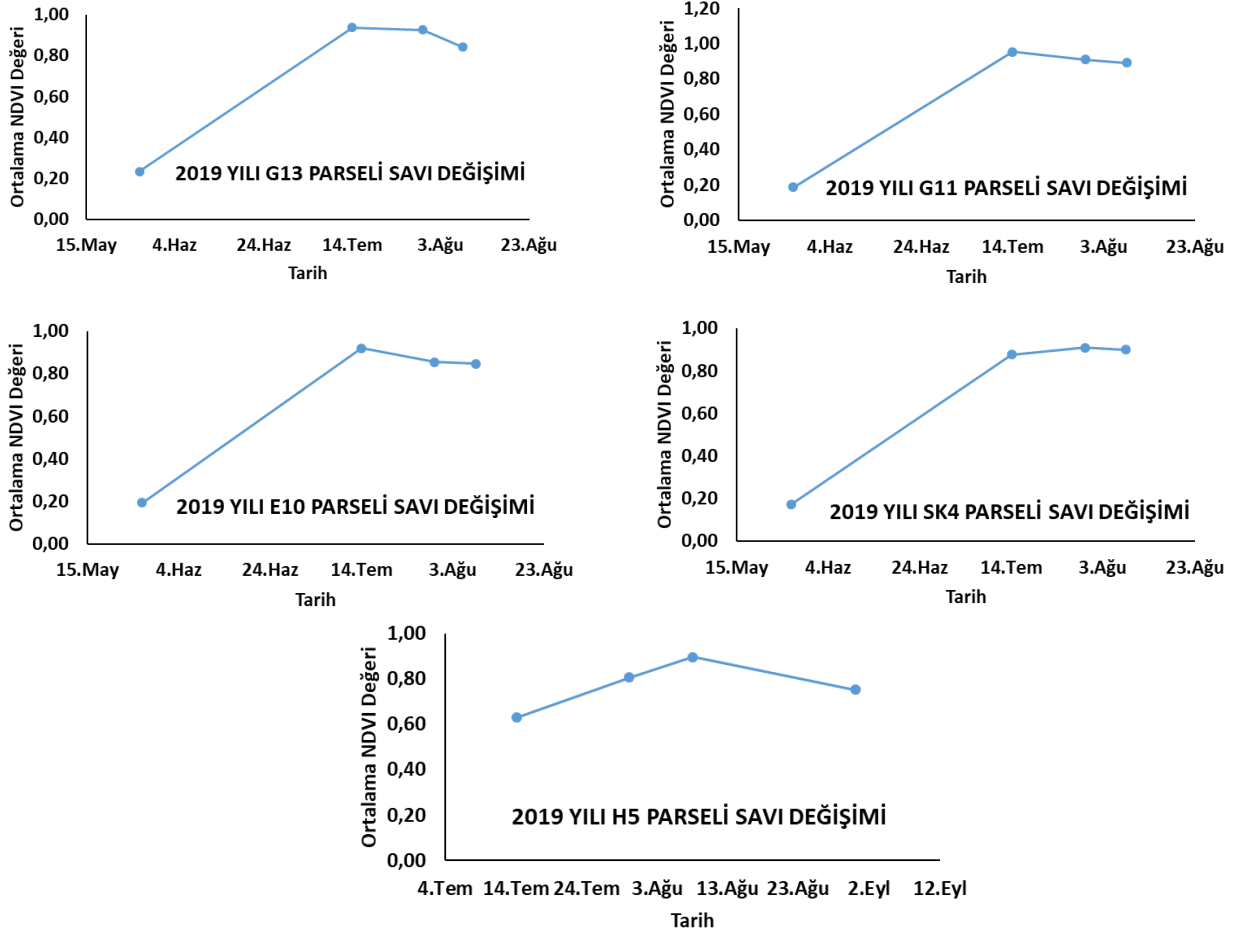 Ortalama NDVI Değeri
1,00
0,80
0,60
0,40
0,20
0,00
2019 YILI G13 PARSELİ SAVI DEĞİŞİMİ
15.May 4.Haz 24.Haz 14.Tem 3.Ağu 23.Ağu
Tarih
Ortalama NDVI Değeri
1,20
1,00
0,80
0,60
0,40
0,20
0,00
2019 YILI G11 PARSELİ SAVI DEĞİŞİMİ
15.May 4.Haz 24.Haz 14.Tem 3.Ağu 23.Ağu
Tarih
Ortalama NDVI Değeri
1,00
0,80
0,60
0,40
0,20
0,00
2019 YILI E10 PARSELİ SAVI DEĞİŞİMİ
15.May 4.Haz 24.Haz 14.Tem 3.Ağu 23.Ağu
Tarih
Ortalama NDVI Değeri
1,00
0,80
0,60
0,40
0,20
0,00
2019 YILI SK4 PARSELİ SAVI DEĞİŞİMİ
15.May 4.Haz 24.Haz 14.Tem 3.Ağu 23.Ağu
Tarih
Ortalama NDVI Değeri
1,00
0,80
0,60
0,40
0,20
0,00
2019 YILI H5 PARSELİ SAVI DEĞİŞİMİ
4.Tem 14.Tem 24.Tem 3.Ağu 13.Ağu 23.Ağu 2.Eyl 12.Eyl
Tarih